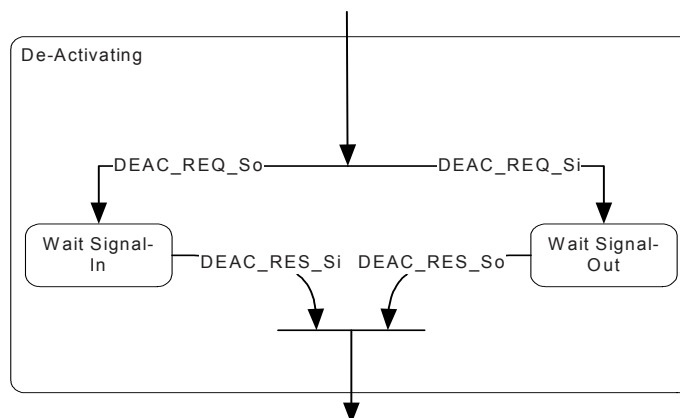 De-Activating
DEAC_REQ_So
DEAC_REQ_Si
Wait Signal-
In
Wait Signal-
Out
DEAC_RES_Si
DEAC_RES_So